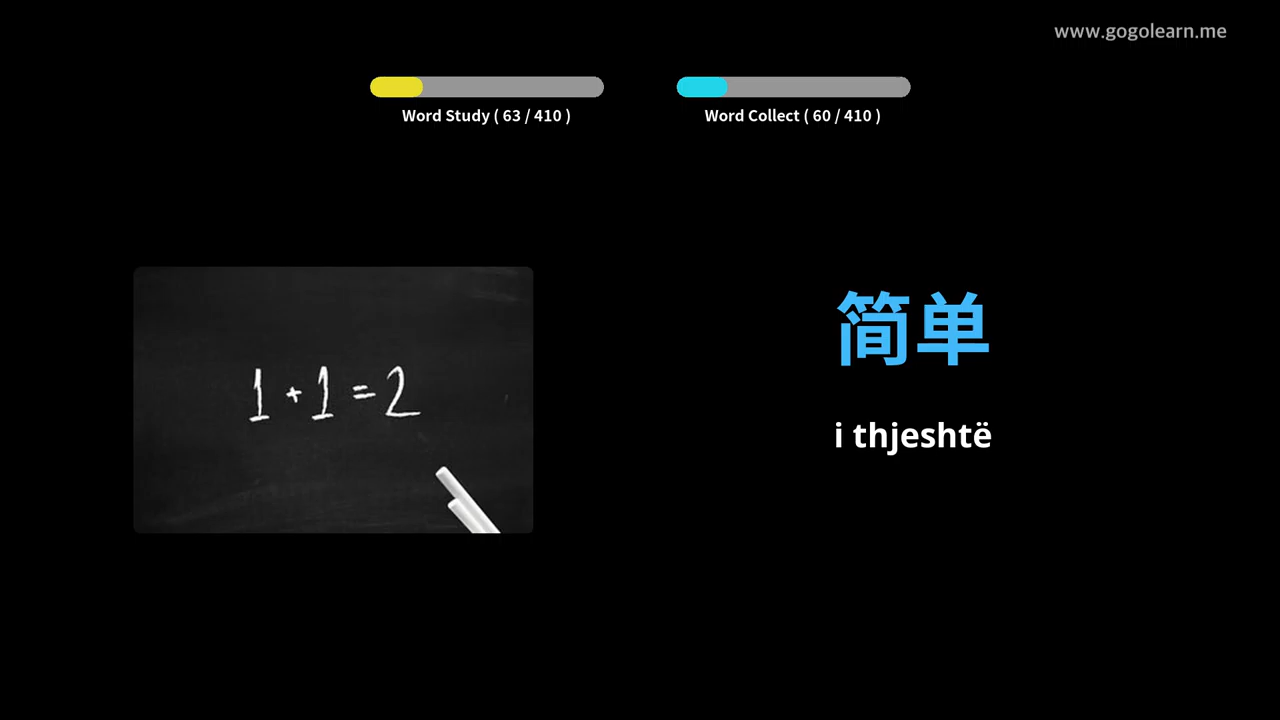 www.gogolearn.me
Word Study ( 63 / 410 )
Word Collect ( 60 / 410 )
1 + 1 = 2
简单
i thjeshtë